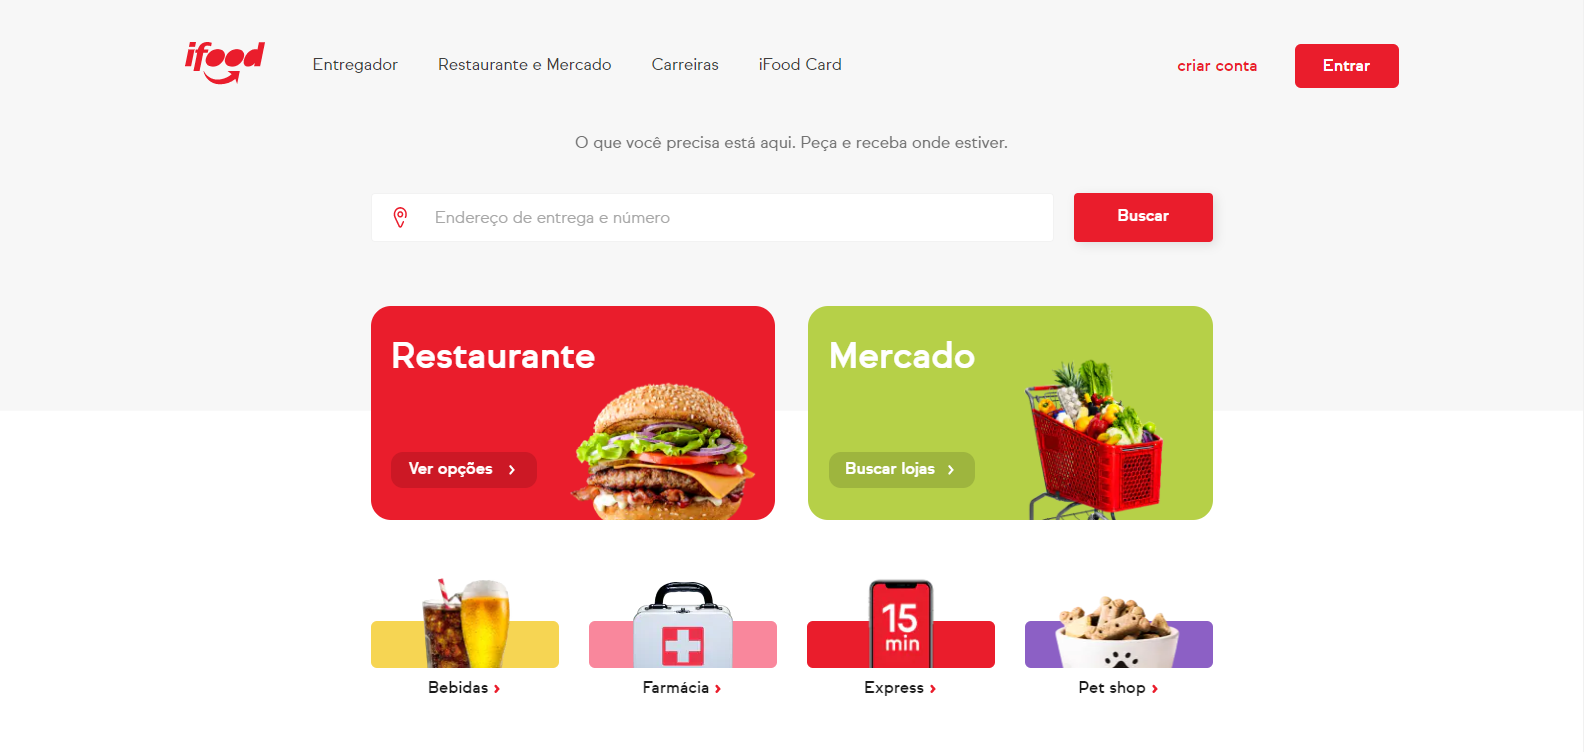 ifood
Entregador
Restaurante e Mercado
Carreiras
iFood Card
criar conta
Entrar
O que você precisa está aqui. Peça e receba onde estiver.
Endereço de entrega e número
Buscar
Restaurante
Ver opções
Mercado
Buscar lojas
15
min
Bebidas
Farmácia
Express
Pet shop